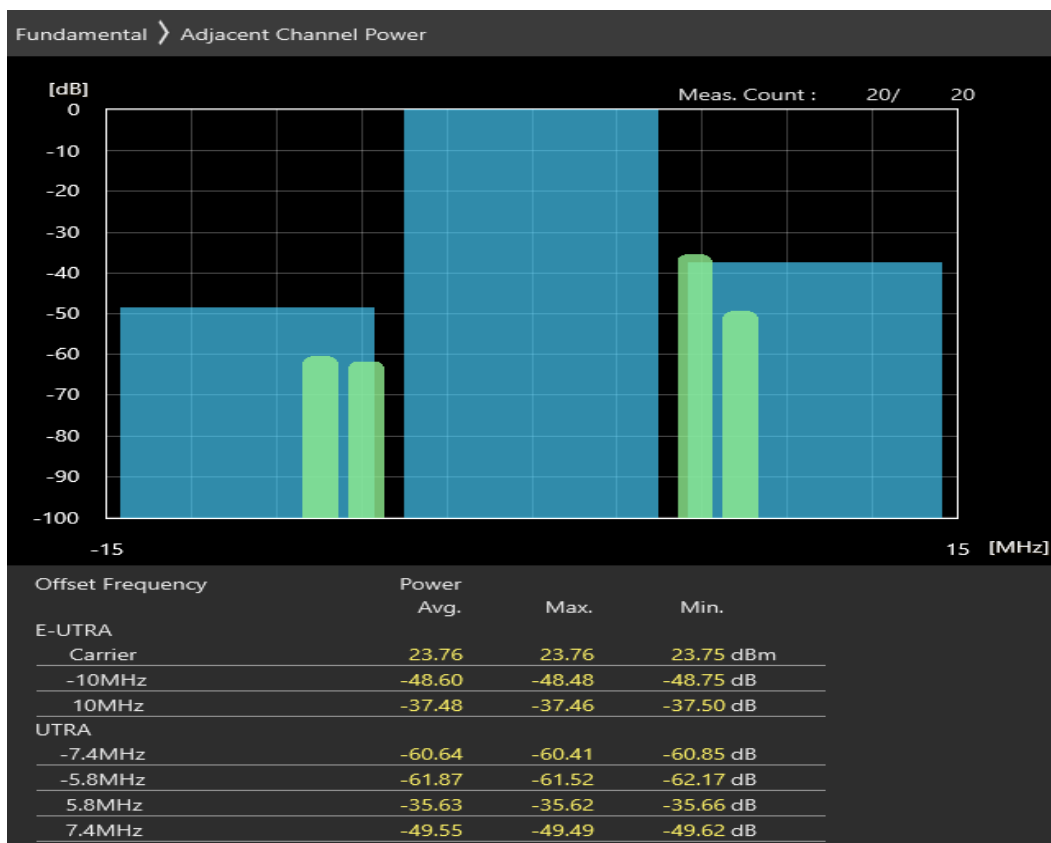 Fundamental 〉 Adjacent Channel Power
[dB]
Meas. Count : 20/ 20
0
-10
-20
-30
-40
-50
-60
-70
-80
-90
-100
-15 15 [MHz]
Offset Frequency Power
Avg. Max. Min.
E-UTRA
Carrier 23.76 23.76 23.75 dBm
-10MHz -48.60 -48.48 -48.75 dB
10MHz -37.48 -37.46 -37.50 dB
UTRA
-7.4MHz -60.64 -60.41 -60.85 dB
-5.8MHz -61.87 -61.52 -62.17 dB
5.8MHz -35.63 -35.62 -35.66 dB
7.4MHz -49.55 -49.49 -49.62 dB